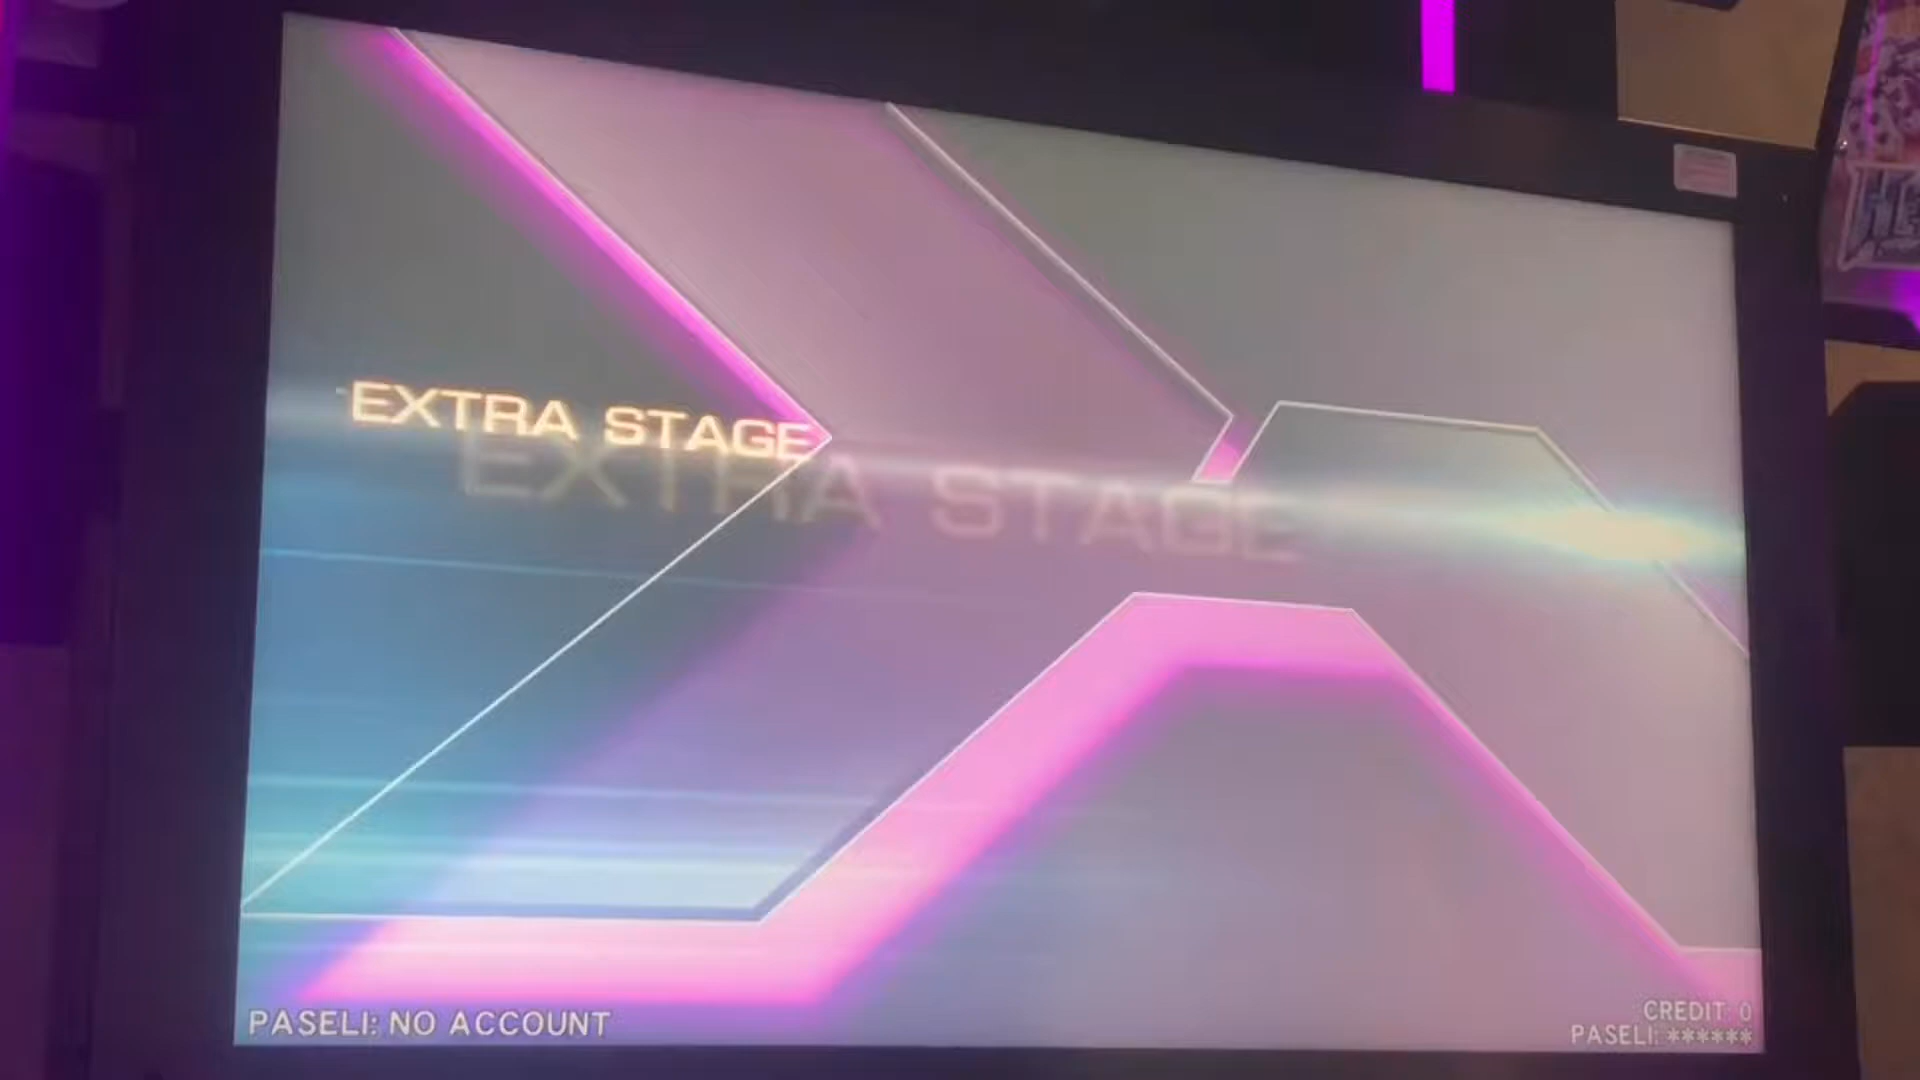 EXTRA STAGE
EXTRA STAGE
PASELI: NO ACCOUNT
CREDIT: 0
PASELI: ******